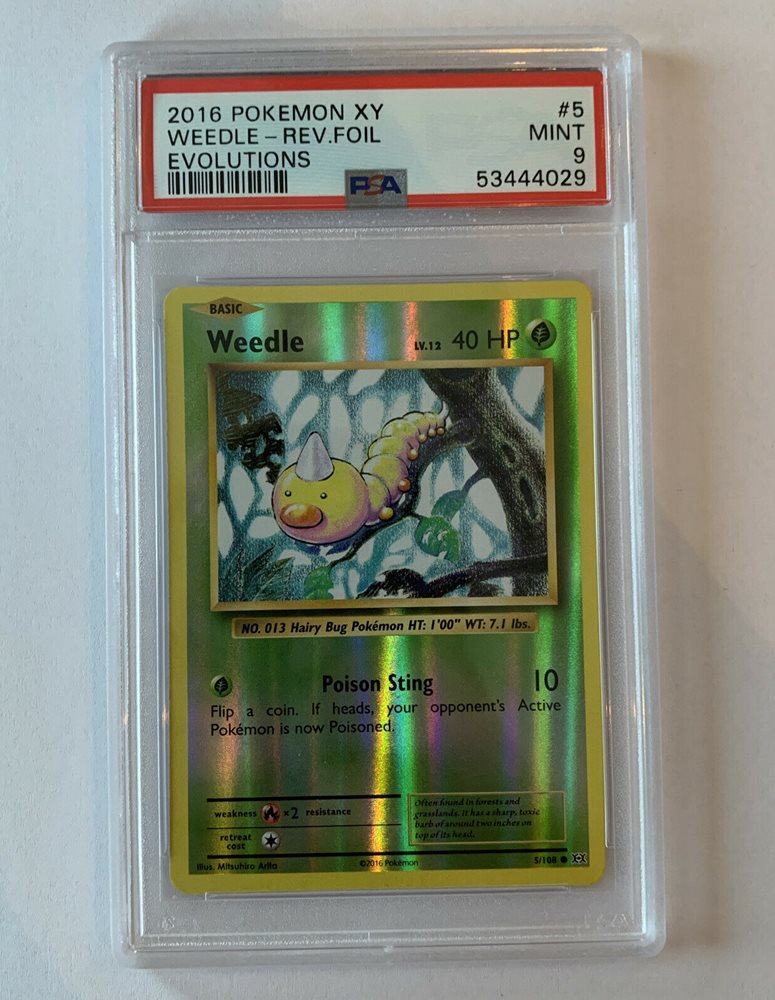 2016 POKEMON XY #5
WEEDLE – REV.FOIL MINT
EVOLUTIONS 9
PSA 53444029
BASIC
Weedle LV.12 40 HP
NO. 013 Hairy Bug Pokémon HT: 1'00" WT: 7.1 lbs.
Poison Sting 10
Flip a coin. If heads, your opponent's Active
Pokémon is now Poisoned.
weakness ×2 resistance
retreat
cost
Often found in forests and
grasslands. It has a sharp, toxic
barb of around two inches on
top of its head.
Illus. Mitsuhiro Arita ©2016 Pokémon 5/108